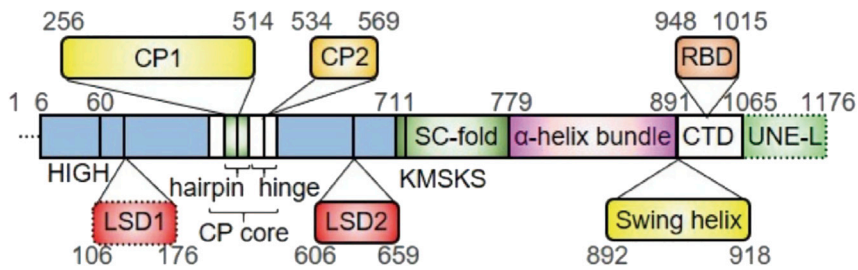 256 514 534 569 948 1015
CP1 CP2 RBD
1 6 60 711 779 891 1065 1176
SC-fold α-helix bundle CTD UNE-L
HIGH hairpin hinge KMSKS
LSD1 CP core LSD2 Swing helix
106 176 606 659 892 918